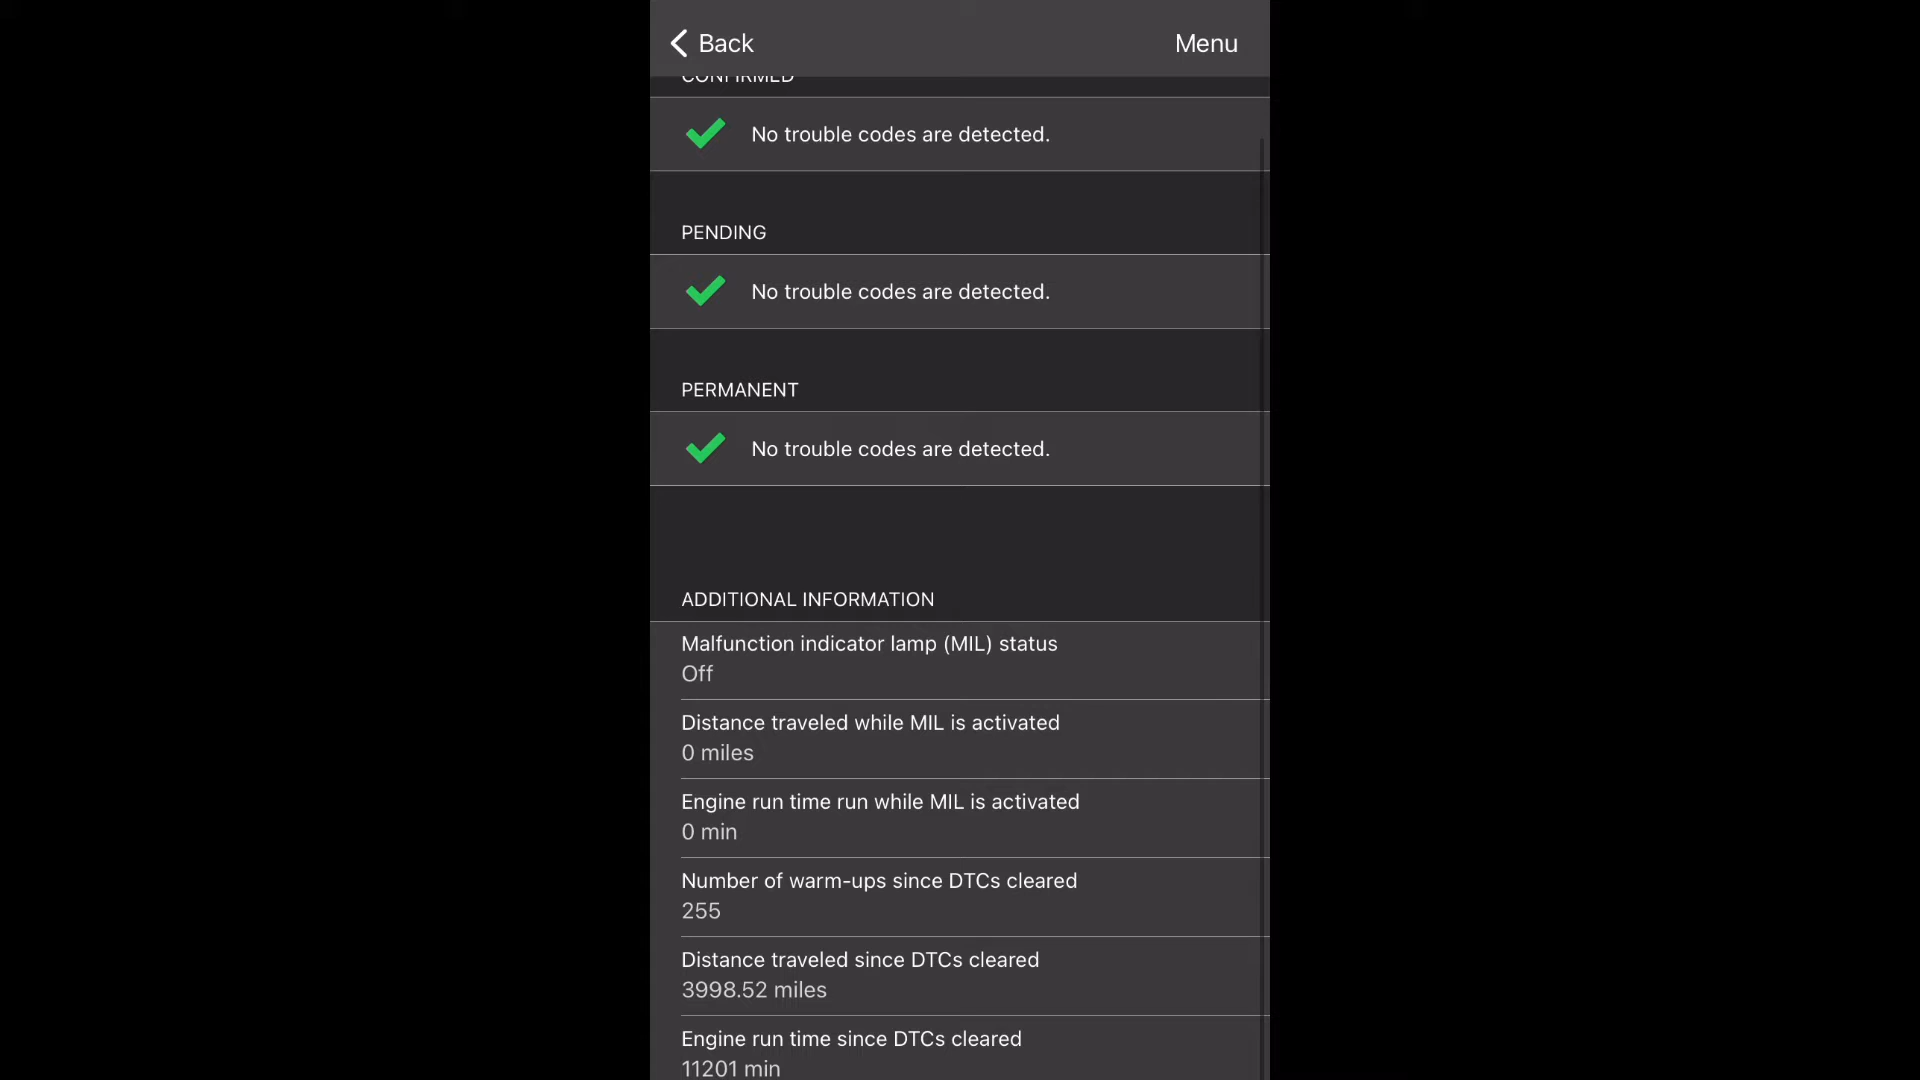 Back
Menu
CONFIRMED
No trouble codes are detected.
PENDING
No trouble codes are detected.
PERMANENT
No trouble codes are detected.
ADDITIONAL INFORMATION
Malfunction indicator lamp (MIL) status
Off
Distance traveled while MIL is activated
0 miles
Engine run time run while MIL is activated
0 min
Number of warm-ups since DTCs cleared
255
Distance traveled since DTCs cleared
3998.52 miles
Engine run time since DTCs cleared
11201 min